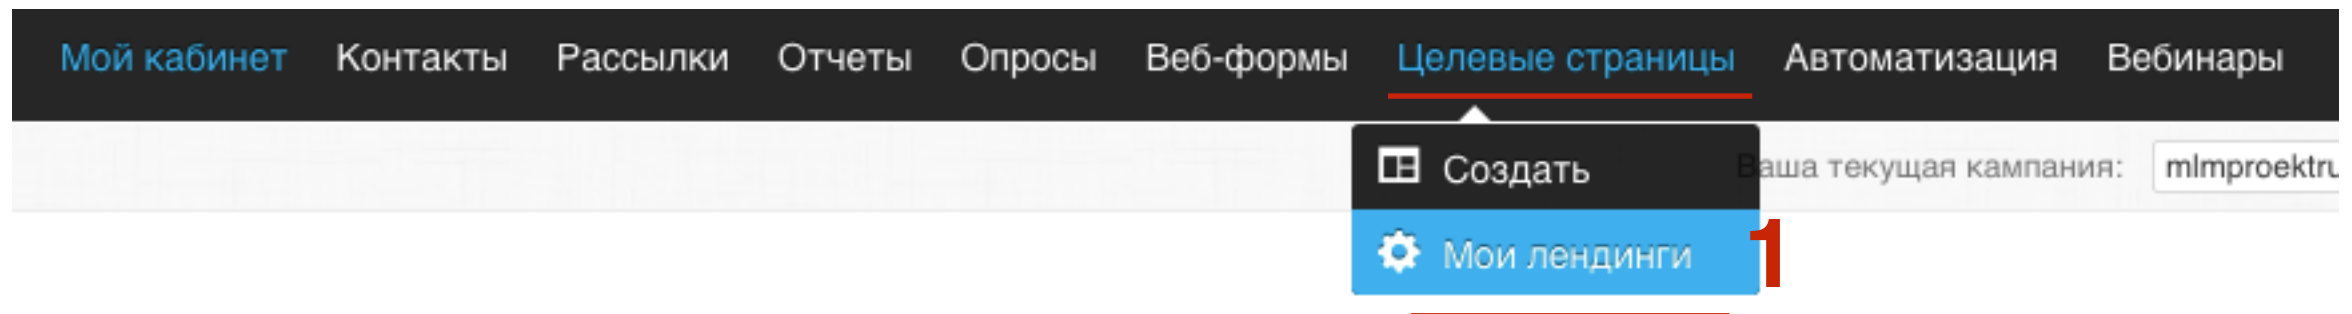 Мой кабинет Контакты Рассылки Отчеты Опросы Веб-формы Целевые страницы Автоматизация Вебинары
Создать
Ваша текущая кампания: mlmproektru
Мои лендинги 1